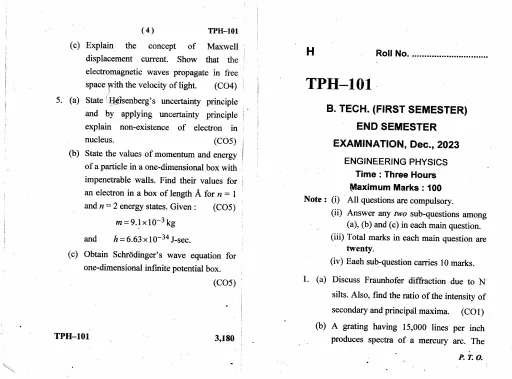 ( 4 ) TPH-101
(c) Explain the concept of Maxwell
displacement current. Show that the
electromagnetic waves propagate in free
space with the velocity of light. (CO4)
5. (a) State Heisenberg's uncertainty principle
and by applying uncertainty principle
explain non-existence of electron in
nucleus. (CO5)
(b) State the values of momentum and energy
of a particle in a one-dimensional box with
impenetrable walls. Find their values for
an electron in a box of length Å for n = 1
and n = 2 energy states. Given : (CO5)
m = 9.1×10⁻³ kg
and h = 6.63×10⁻³⁴ J-sec.
(c) Obtain Schrödinger's wave equation for
one-dimensional infinite potential box.
(CO5)
TPH-101 3,180
H Roll No. ..............................
TPH-101
B. TECH. (FIRST SEMESTER)
END SEMESTER
EXAMINATION, Dec., 2023
ENGINEERING PHYSICS
Time : Three Hours
Maximum Marks : 100
Note : (i) All questions are compulsory.
(ii) Answer any two sub-questions among
(a), (b) and (c) in each main question.
(iii) Total marks in each main question are
twenty.
(iv) Each sub-question carries 10 marks.
1. (a) Discuss Fraunhofer diffraction due to N
silts. Also, find the ratio of the intensity of
secondary and principal maxima. (CO1)
(b) A grating having 15,000 lines per inch
produces spectra of a mercury arc. The
P. T. O.